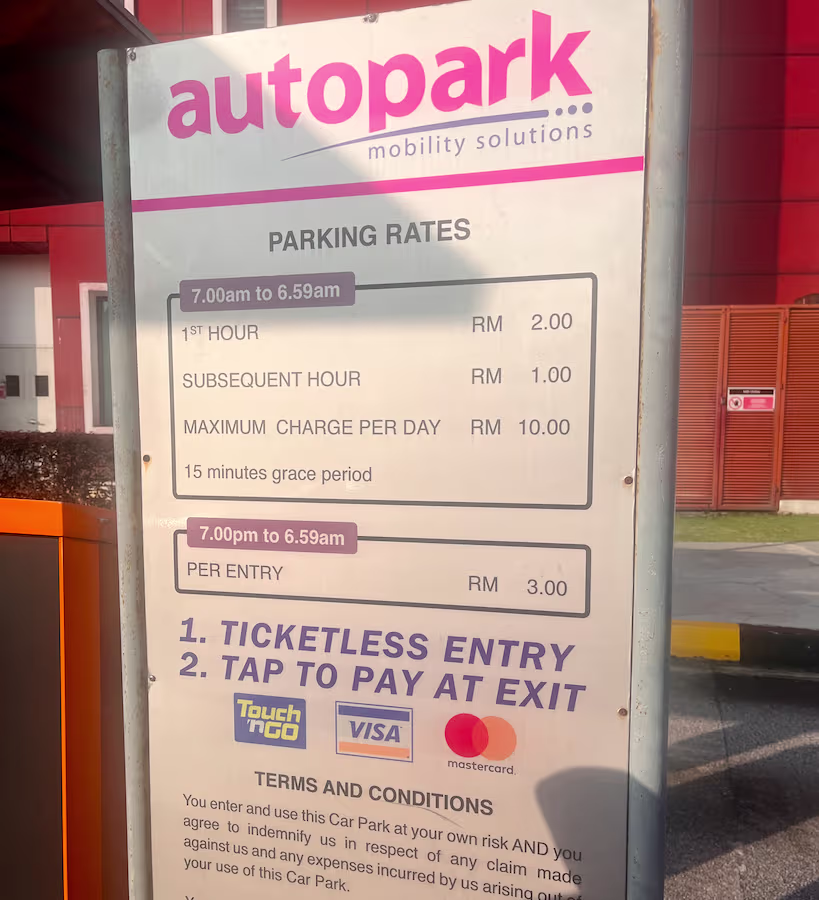 autopark
mobility solutions
PARKING RATES
7.00am to 6.59am
1ST HOUR RM 2.00
SUBSEQUENT HOUR RM 1.00
MAXIMUM CHARGE PER DAY RM 10.00
15 minutes grace period
7.00pm to 6.59am
PER ENTRY RM 3.00
1. TICKETLESS ENTRY
2. TAP TO PAY AT EXIT
Touch
'nGO
VISA
mastercard.
TERMS AND CONDITIONS
You enter and use this Car Park at your own risk AND you
agree to indemnify us in respect of any claim made
against us and any expenses incurred by us arising out of
your use of this Car Park.